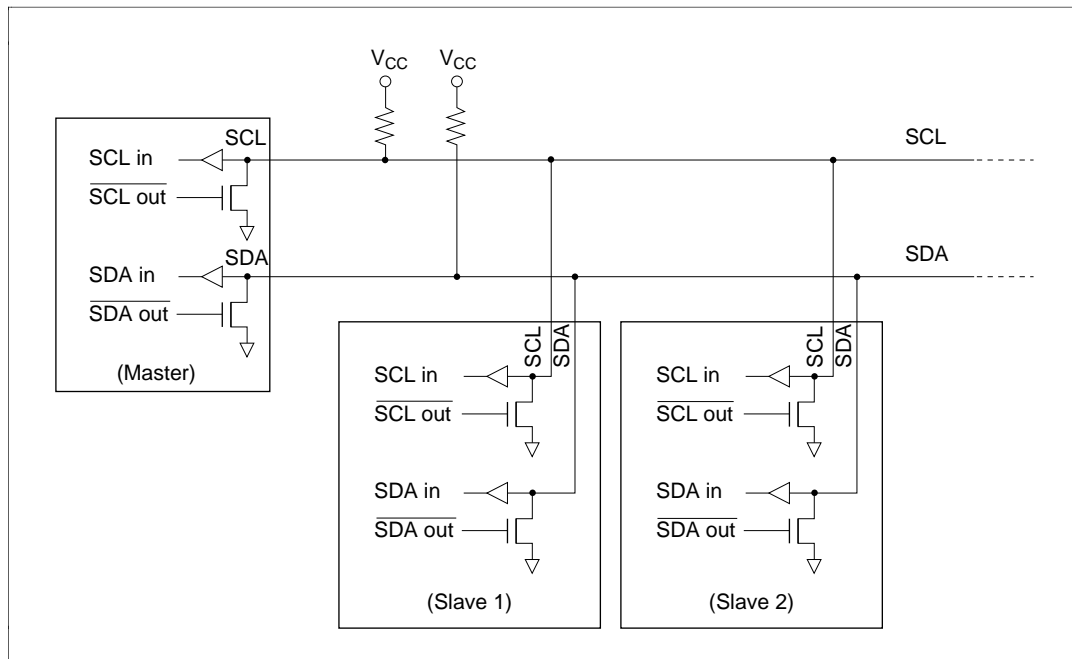 VCC
VCC
SCL
SCL
SCL in
SCL out
SDA
SDA
SDA in
SDA out
(Master)
SCL
SDA
SCL
SDA
SCL in
SCL in
SCL out
SCL out
SDA in
SDA in
SDA out
SDA out
(Slave 1)
(Slave 2)